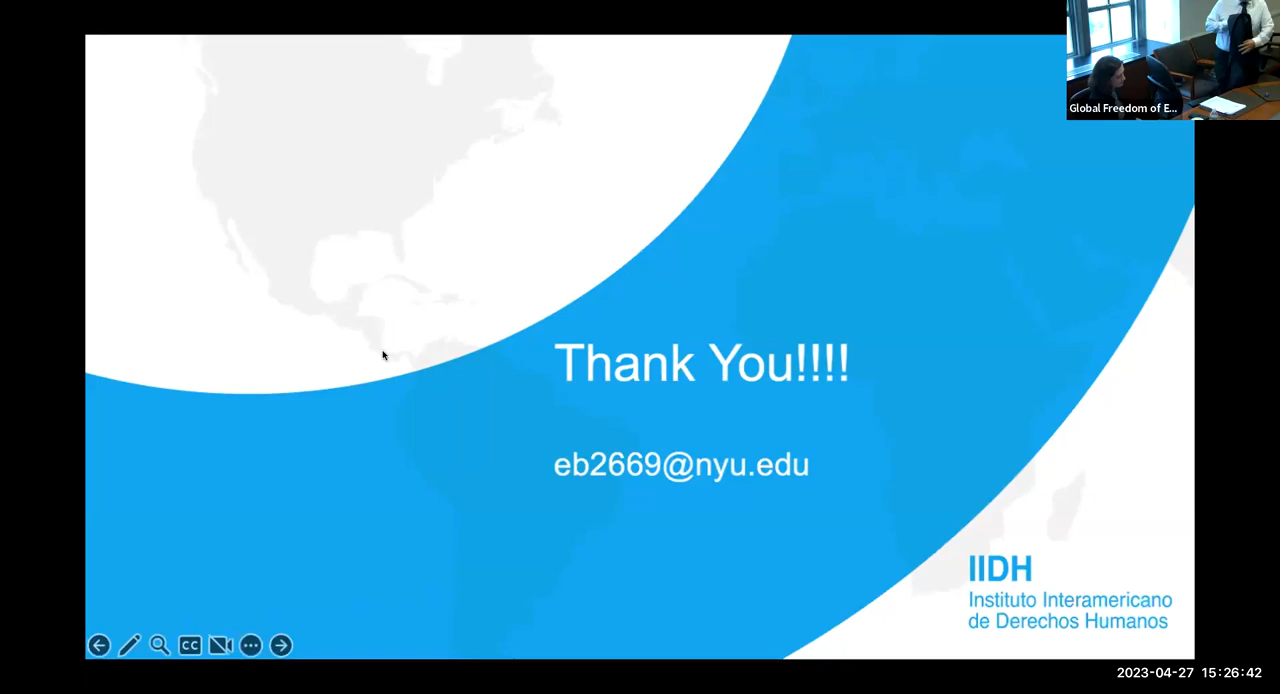 Global Freedom of E...
Thank You!!!!
eb2669@nyu.edu
IIDH
Instituto Interamericano
de Derechos Humanos
CC
2023-04-27 15:26:42